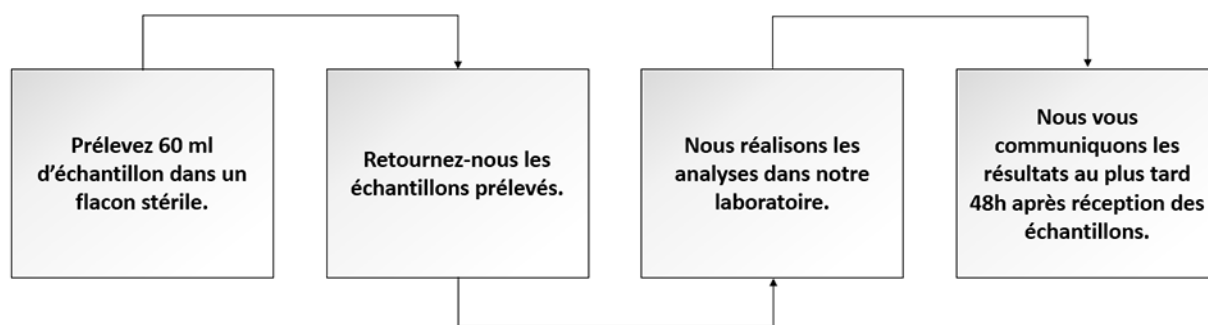 Prélevez 60 ml
d’échantillon dans un
flacon stérile.
Retournez-nous les
échantillons prélevés.
Nous réalisons les
analyses dans notre
laboratoire.
Nous vous
communiquons les
résultats au plus tard
48h après réception des
échantillons.